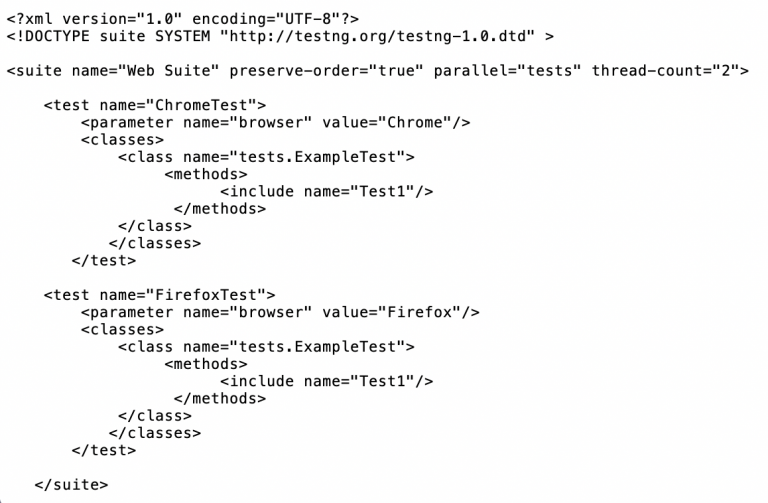 <?xml version="1.0" encoding="UTF-8"?>
<!DOCTYPE suite SYSTEM "http://testng.org/testng-1.0.dtd" >
<suite name="Web Suite" preserve-order="true" parallel="tests" thread-count="2">
<test name="ChromeTest">
<parameter name="browser" value="Chrome"/>
<classes>
<class name="tests.ExampleTest">
<methods>
<include name="Test1"/>
</methods>
</class>
</classes>
</test>
<test name="FirefoxTest">
<parameter name="browser" value="Firefox"/>
<classes>
<class name="tests.ExampleTest">
<methods>
<include name="Test1"/>
</methods>
</class>
</classes>
</test>
</suite>